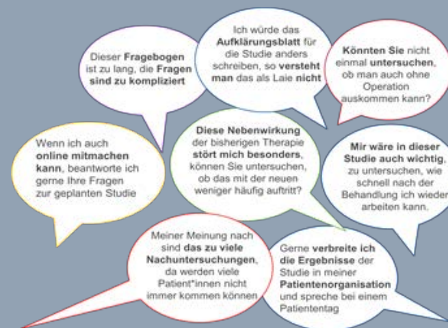 Dieser Fragebogen
ist zu lang, die Fragen
sind zu kompliziert
Ich würde das
Aufklärungsblatt für
die Studie anders
schreiben, so versteht
man das als Laie nicht
Könnten Sie nicht
einmal untersuchen,
ob man auch ohne
Operation
auskommen kann?
Wenn ich auch
online mitmachen
kann, beantworte ich
gerne Ihre Fragen
zur geplanten Studie
Diese Nebenwirkung
der bisherigen Therapie
stört mich besonders,
können Sie untersuchen,
ob das mit der neuen
weniger häufig auftritt?
Mir wäre in dieser
Studie auch wichtig,
zu untersuchen, wie
schnell nach der
Behandlung ich wieder
arbeiten kann.
Meiner Meinung nach
sind das zu viele
Nachuntersuchungen,
da werden viele
Patient*innen nicht
immer kommen können
Gerne verbreite ich
die Ergebnisse der
Studie in meiner
Patientenorganisation
und spreche bei einem
Patiententag